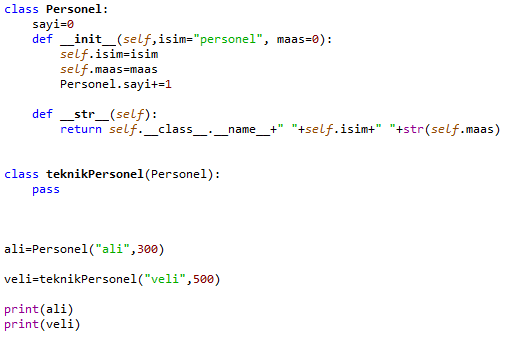 class Personel:
    sayi=0
    def __init__(self,isim="personel", maas=0):
        self.isim=isim
        self.maas=maas
        Personel.sayi+=1
    def __str__(self):
        return self.__class__.__name__+" "+self.isim+" "+str(self.maas)
class teknikPersonel(Personel):
    pass
ali=Personel("ali",300)
veli=teknikPersonel("veli",500)
print(ali)
print(veli)